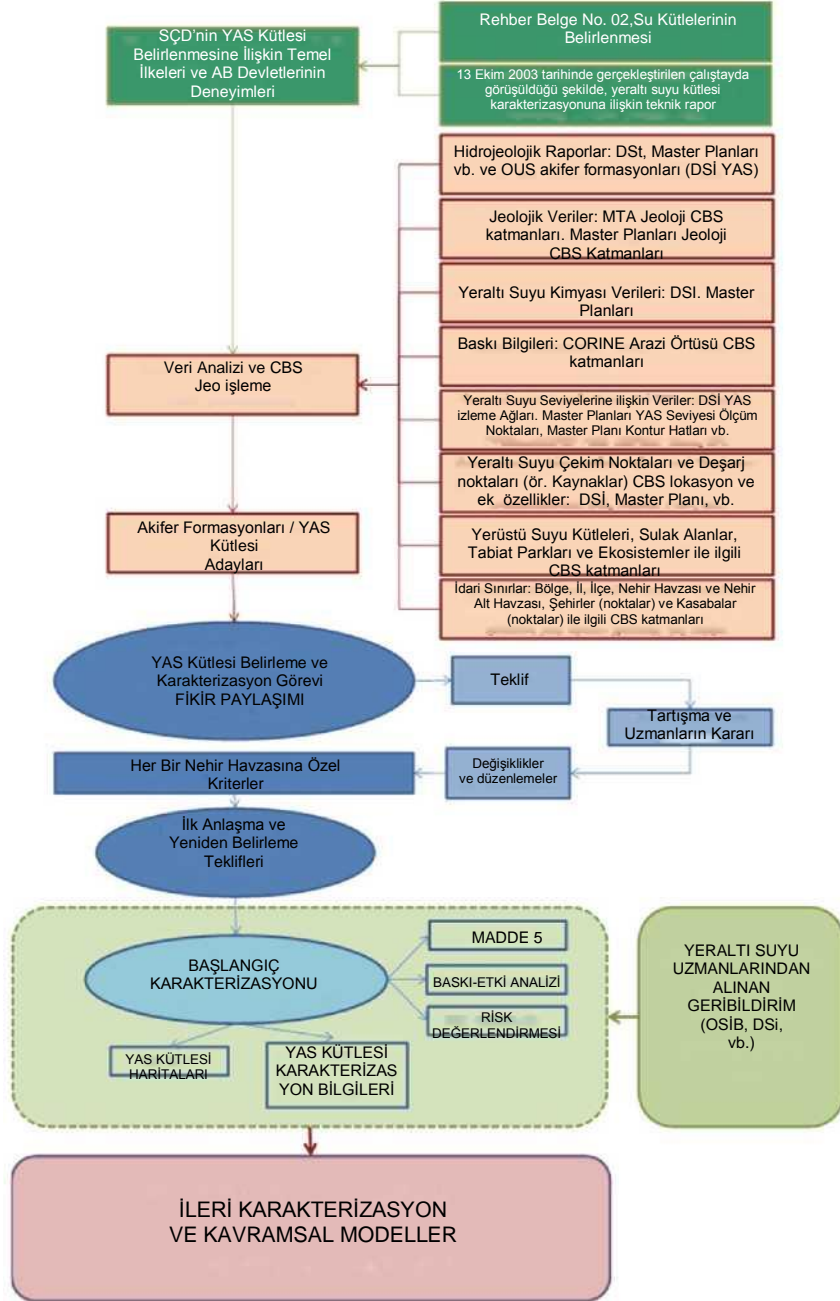 SÇD'nin YAS Kütlesi
Belirlenmesine İlişkin Temel
İlkeleri ve AB Devletlerinin
Deneyimleri
Rehber Belge No. 02,Su Kütlelerinin
Belirlenmesi
13 Ekim 2003 tarihinde gerçekleştirilen çalıştayda
görüşüldüğü şekilde, yeraltı suyu kütlesi
karakterizasyonuna ilişkin teknik rapor
Hidrojeolojik Raporlar: DSt, Master Planları
vb. ve OUS akifer formasyonları (DSİ YAS)
Jeolojik Veriler: MTA Jeoloji CBS
katmanları. Master Planları Jeoloji
CBS Katmanları
Yeraltı Suyu Kimyası Verileri: DSI. Master
Planları
Baskı Bilgileri: CORINE Arazi Örtüsü CBS
katmanları
Yeraltı Suyu Seviyelerine ilişkin Veriler: DSİ YAS
izleme Ağları. Master Planları YAS Seviyesi Ölçüm
Noktaları, Master Planı Kontur Hatları vb.
Yeraltı Suyu Çekim Noktaları ve Deşarj
noktaları (ör. Kaynaklar) CBS lokasyon ve
ek özellikler: DSİ, Master Planı, vb.
Yerüstü Suyu Kütleleri, Sulak Alanlar,
Tabiat Parkları ve Ekosistemler ile ilgili
CBS katmanları
İdari Sınırlar: Bölge, İl, İlçe, Nehir Havzası ve Nehir
Alt Havzası, Şehirler (noktalar) ve Kasabalar
(noktalar) ile ilgili CBS katmanları
Veri Analizi ve CBS
Jeo işleme
Akifer Formasyonları / YAS
Kütlesi
Adayları
YAS Kütlesi Belirleme ve
Karakterizasyon Görevi
FİKİR PAYLAŞIMI
Teklif
Tartışma ve
Uzmanların Kararı
Değişiklikler
ve düzenlemeler
Her Bir Nehir Havzasına Özel
Kriterler
İlk Anlaşma ve
Yeniden Belirleme
Teklifleri
BAŞLANGIÇ
KARAKTERİZASYONU
MADDE 5
BASKI-ETKİ ANALİZİ
RİSK
DEĞERLENDİRMESİ
YAS KÜTLESİ
HARİTALARI
YAS KÜTLESİ
KARAKTERİZAS
YON BİLGİLERİ
YERALTI SUYU
UZMANLARINDAN
ALINAN
GERİBİLDİRİM
(OSİB, DSi,
vb.)
İLERİ KARAKTERİZASYON
VE KAVRAMSAL MODELLER